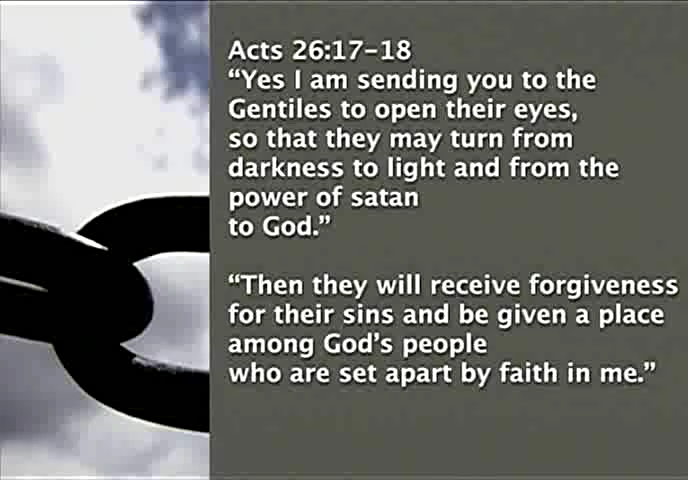 Acts 26:17-18
“Yes I am sending you to the
Gentiles to open their eyes,
so that they may turn from
darkness to light and from the
power of satan
to God.”
“Then they will receive forgiveness
for their sins and be given a place
among God’s people
who are set apart by faith in me.”